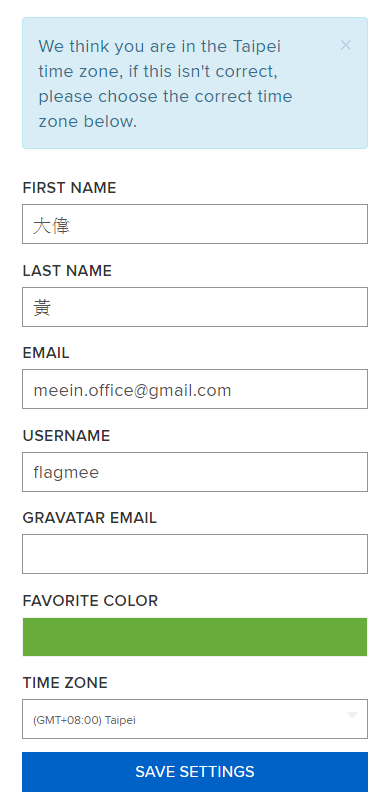 We think you are in the Taipei
time zone, if this isn't correct,
please choose the correct time
zone below.
×
FIRST NAME
大偉
LAST NAME
黃
EMAIL
meein.office@gmail.com
USERNAME
flagmee
GRAVATAR EMAIL
FAVORITE COLOR
TIME ZONE
(GMT+08:00) Taipei
SAVE SETTINGS